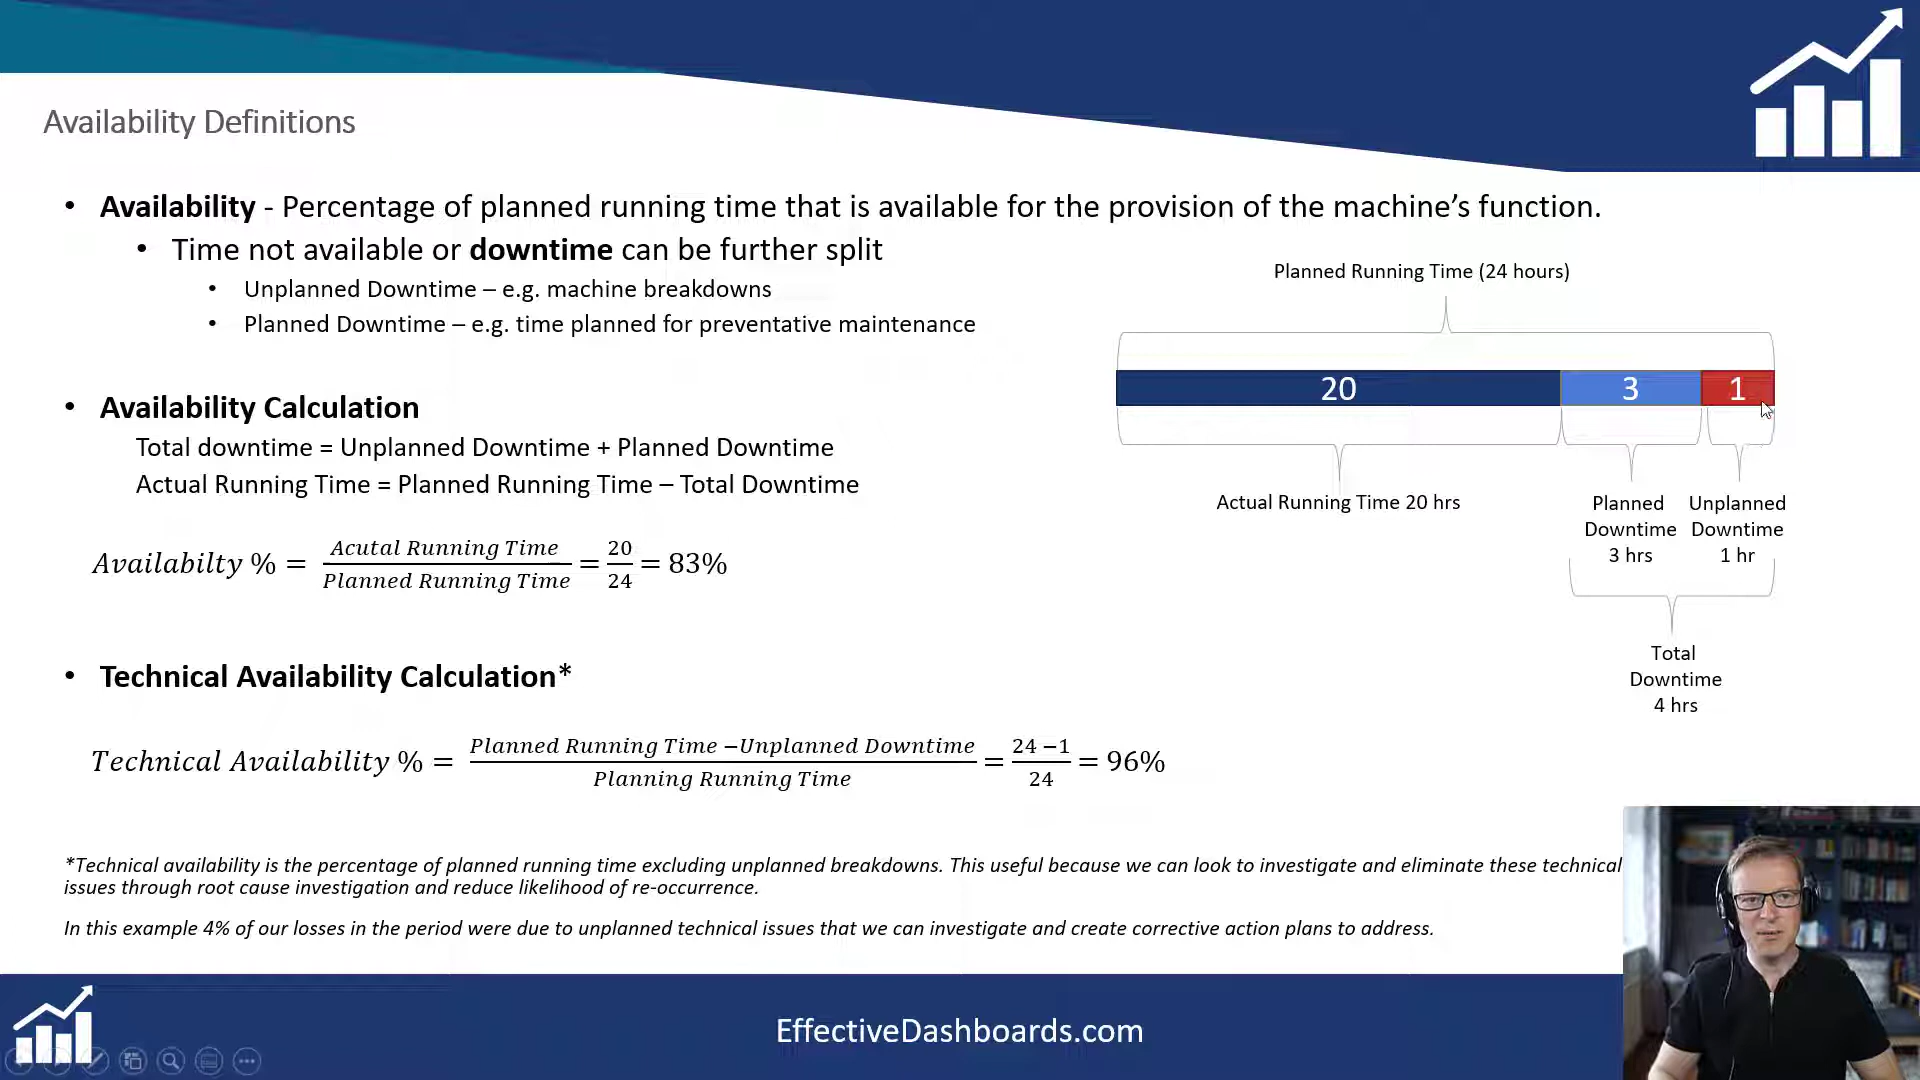 Availability Definitions
• Availability - Percentage of planned running time that is available for the provision of the machine’s function.
• Time not available or downtime can be further split
• Unplanned Downtime – e.g. machine breakdowns
• Planned Downtime – e.g. time planned for preventative maintenance
Planned Running Time (24 hours)
20 3 1
Actual Running Time 20 hrs
Planned Downtime 3 hrs
Unplanned Downtime 1 hr
Total Downtime 4 hrs
• Availability Calculation
Total downtime = Unplanned Downtime + Planned Downtime
Actual Running Time = Planned Running Time – Total Downtime
Availabilty % = Acutal Running Time / Planned Running Time = 20/24 = 83%
• Technical Availability Calculation*
Technical Availability % = Planned Running Time −Unplanned Downtime / Planning Running Time = 24 −1 / 24 = 96%
*Technical availability is the percentage of planned running time excluding unplanned breakdowns. This useful because we can look to investigate and eliminate these technical
issues through root cause investigation and reduce likelihood of re-occurrence.
In this example 4% of our losses in the period were due to unplanned technical issues that we can investigate and create corrective action plans to address.
EffectiveDashboards.com